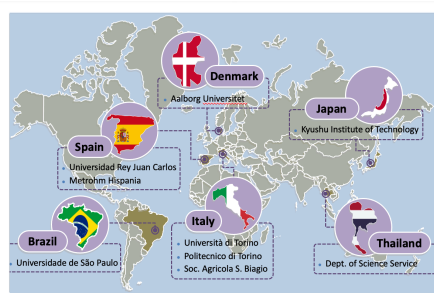 Denmark
Aalborg Universitet
Japan
Kyushu Institute of Technology
Spain
Universidad Rey Juan Carlos
Metrohm Hispania
Italy
Università di Torino
Politecnico di Torino
Soc. Agricola S. Biagio
Brazil
Universidade de São Paulo
Thailand
Dept. of Science Service